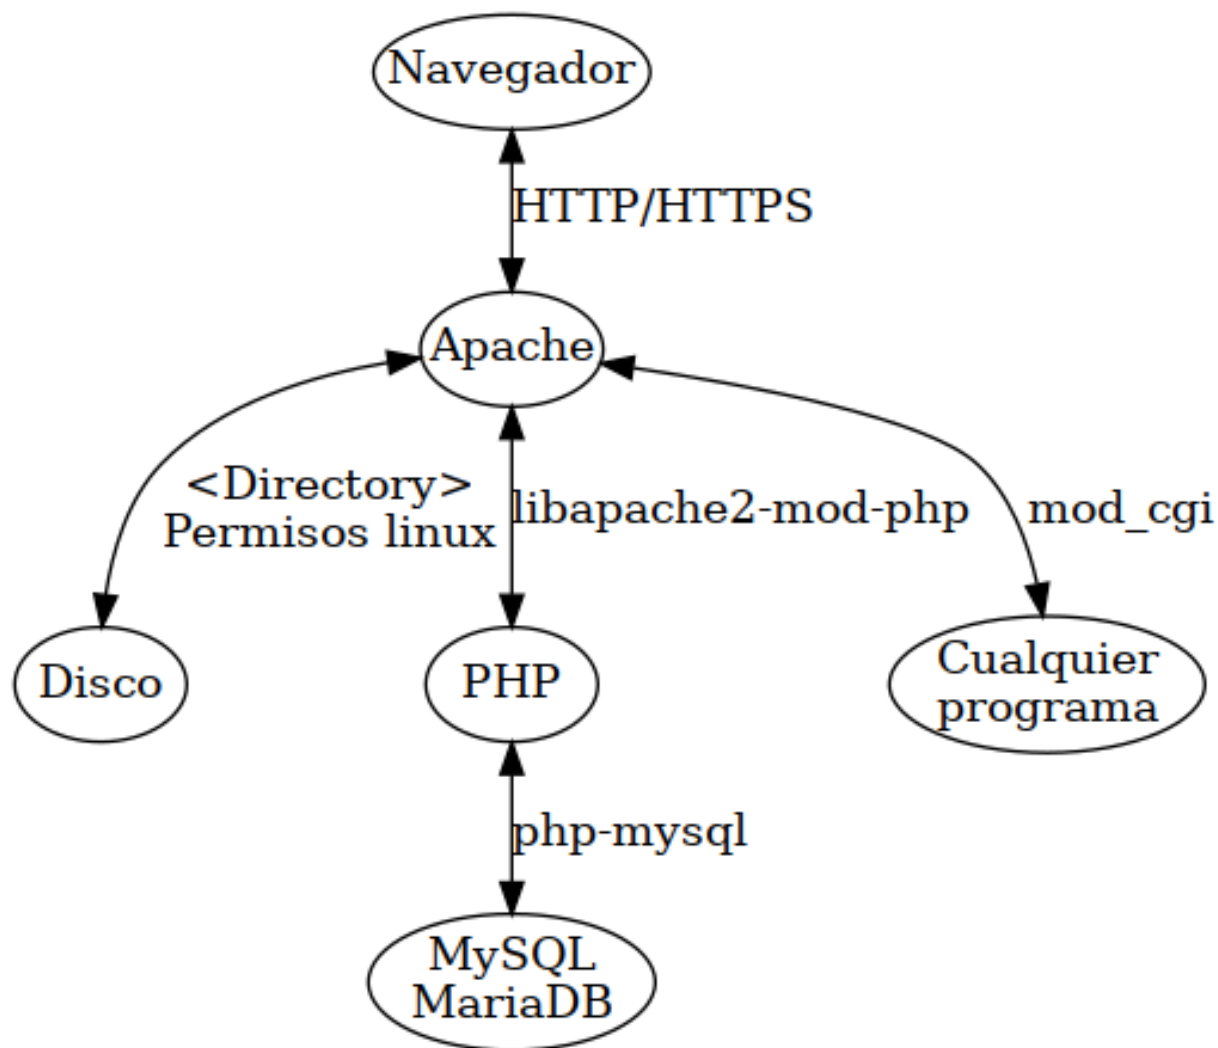 Navegador
HTTP/HTTPS
Apache
<Directory>
Permisos linux
libapache2-mod-php
mod_cgi
Disco
PHP
Cualquier
programa
php-mysql
MySQL
MariaDB